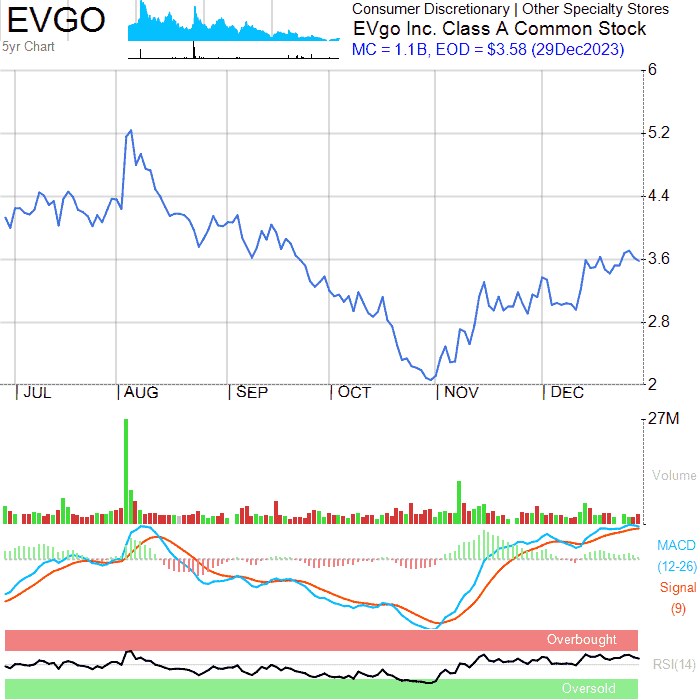 EVGO
5yr Chart
Consumer Discretionary | Other Specialty Stores
EVgo Inc. Class A Common Stock
MC = 1.1B, EOD = $3.58 (29Dec2023)
6
5.2
4.4
3.6
2.8
2
JUL AUG SEP OCT NOV DEC
27M
Volume
MACD
(12-26)
Signal
(9)
Overbought
RSI(14)
Oversold